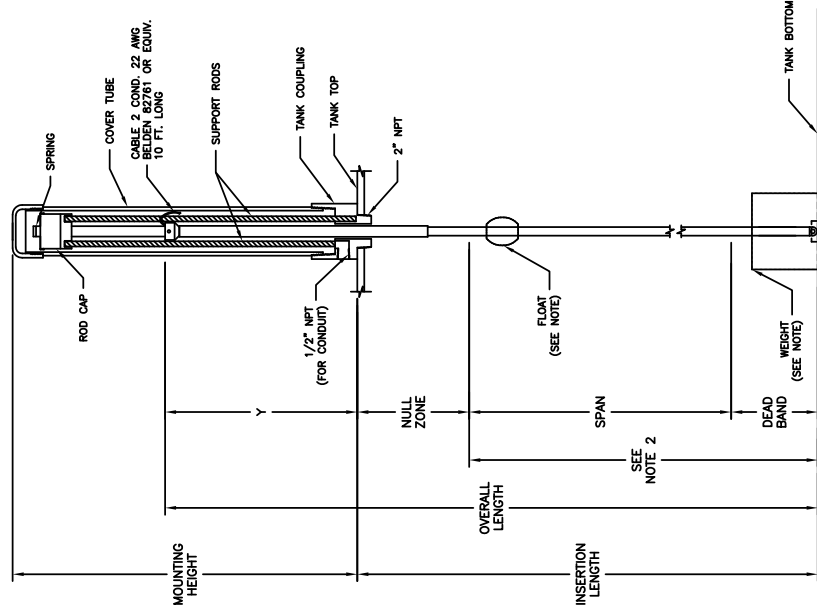 SPRING
COVER TUBE
CABLE 2 COND. 22 AWG
BELDEN 82761 OR EQUIV.
10 FT. LONG
SUPPORT RODS
TANK COUPLING
TANK TOP
2" NPT
TANK BOTTOM
ROD CAP
1/2" NPT
(FOR CONDUIT)
FLOAT
(SEE NOTE)
WEIGHT
(SEE NOTE)
Y
NULL
ZONE
SPAN
DEAD
BAND
SEE
NOTE 2
OVERALL
LENGTH
MOUNTING
HEIGHT
INSERTION
LENGTH